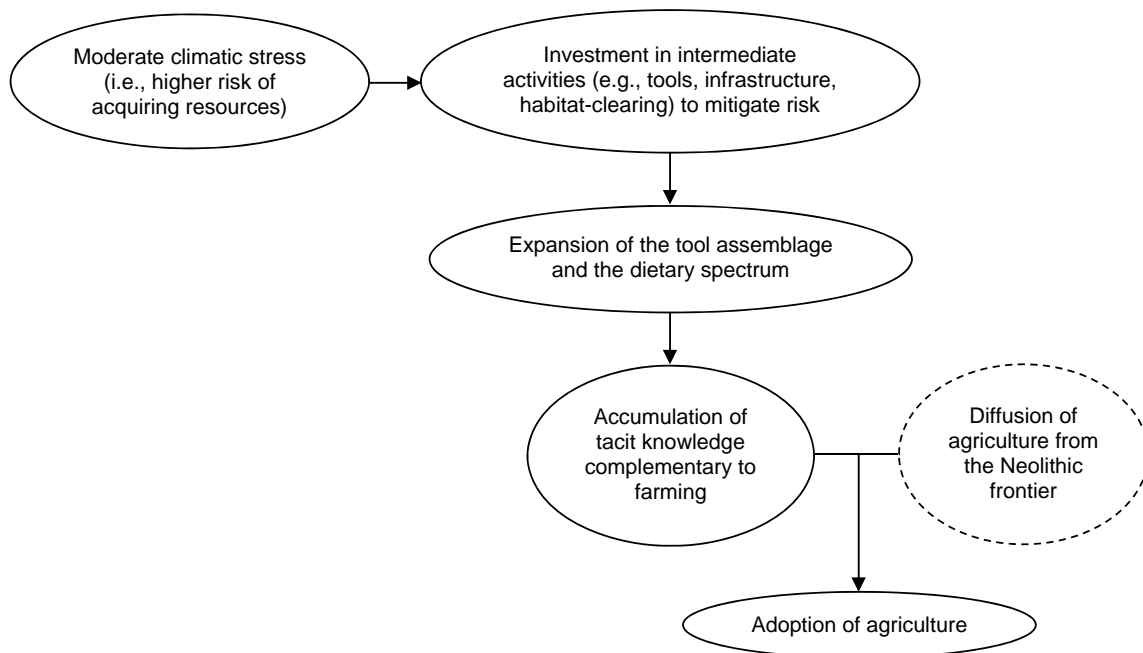 Moderate climatic stress
(i.e., higher risk of
acquiring resources)
Investment in intermediate
activities (e.g., tools, infrastructure,
habitat-clearing) to mitigate risk
Expansion of the tool assemblage
and the dietary spectrum
Accumulation of
tacit knowledge
complementary to
farming
Diffusion of
agriculture from
the Neolithic
frontier
Adoption of agriculture